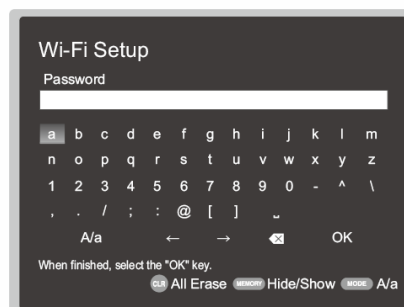 Wi-Fi Setup
Password
a b c d e f g h i j k l m
n o p q r s t u v w x y z
1 2 3 4 5 6 7 8 9 0 - ^ \
, . / ; : @ [ ] ␣
A/a ← → ⌫ OK
When finished, select the "OK" key.
CLR All Erase MEMORY Hide/Show MODE A/a